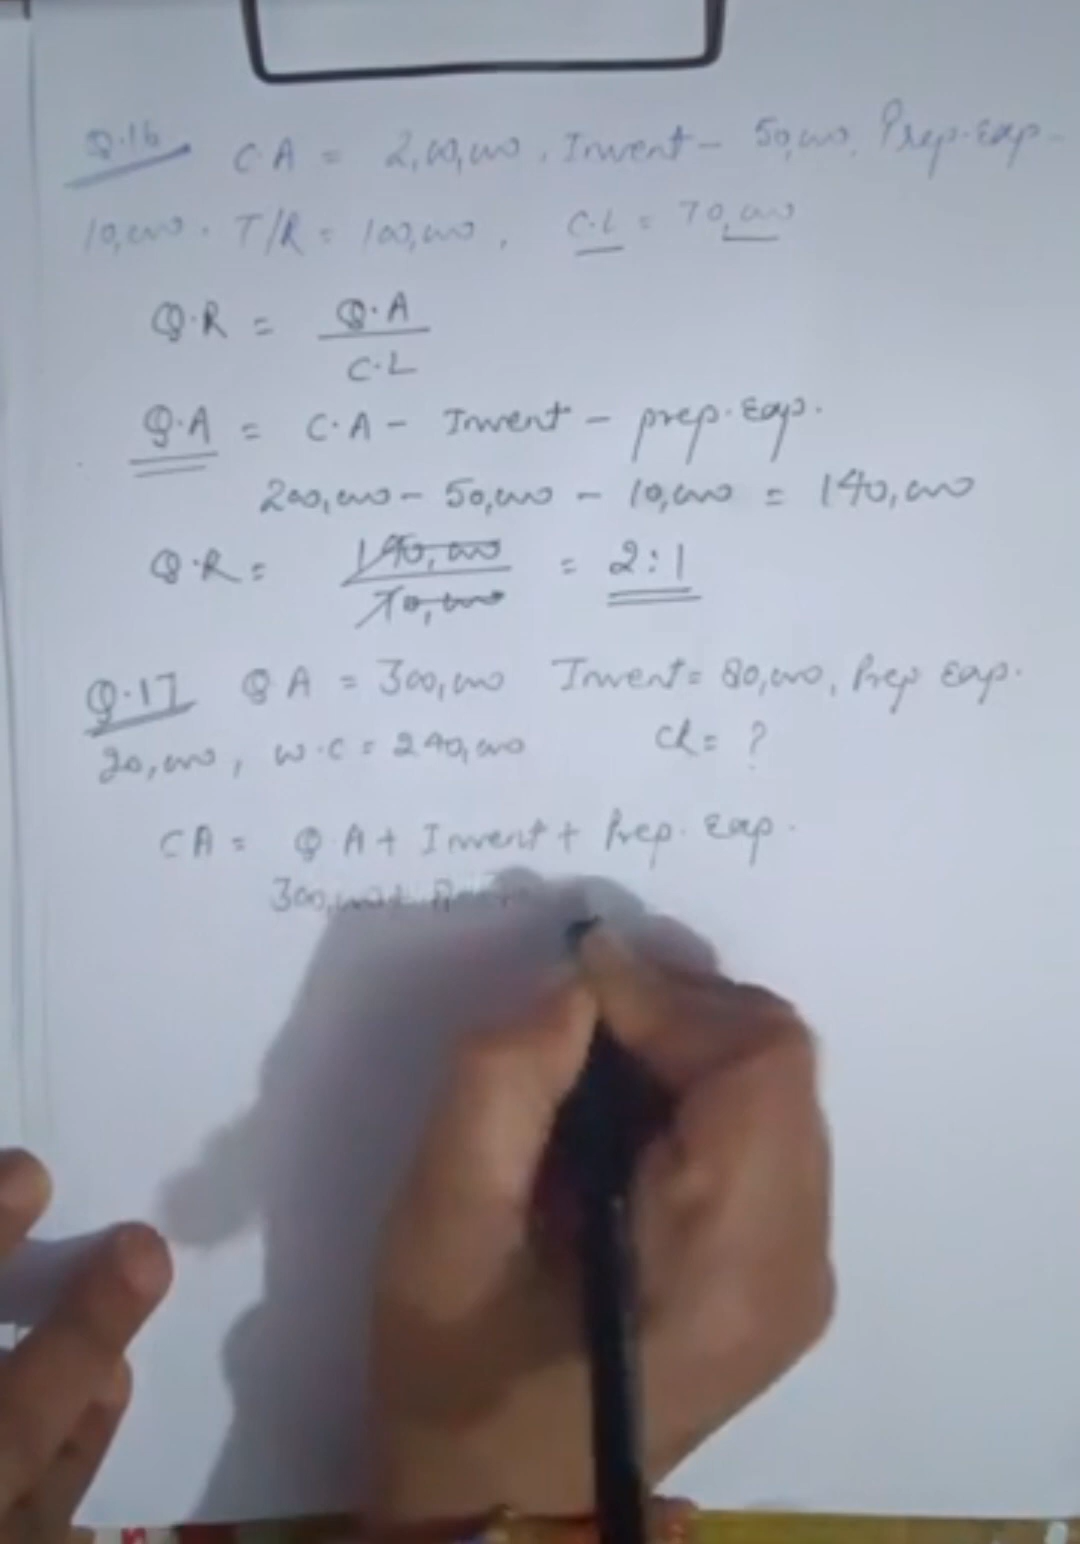 Q.16 C.A = 2,00,000, Invent - 50,000, Prep. Exp -
10,000. T/R = 100,000, C.L = 70,000
Q.R = Q.A / C.L
Q.A = C.A - Invent - prep. Exp.
200,000 - 50,000 - 10,000 = 140,000
Q.R = 140,000 / 70,000 = 2:1
Q.17 Q A = 300,000 Invent = 80,000, Prep Exp.
20,000, W.C = 240,000 CL = ?
CA = Q.A + Invent + Prep. Exp.
300,000 +